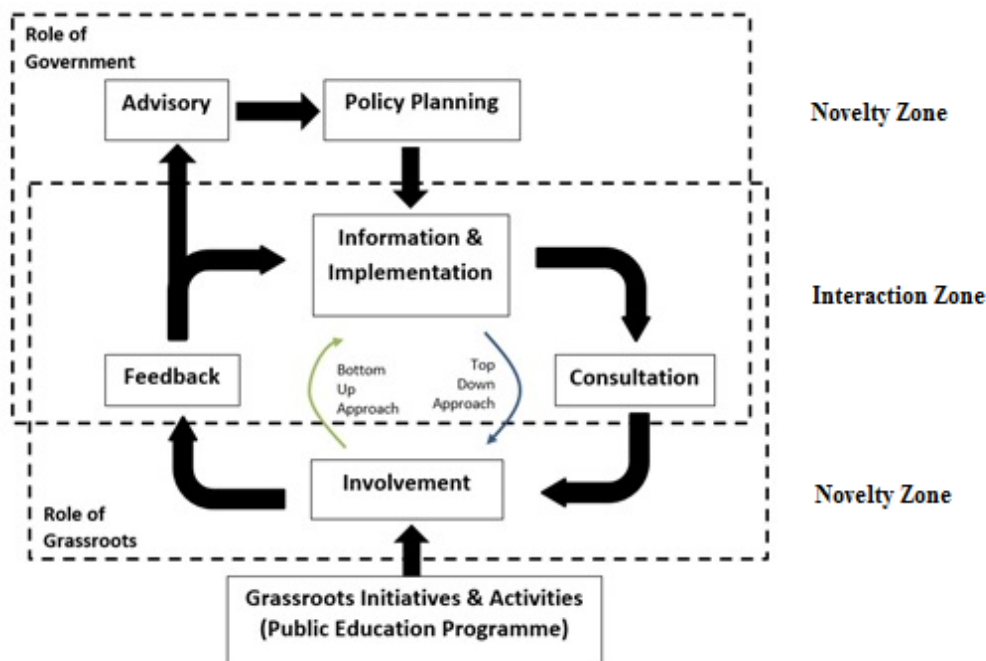 Role of
Government
Advisory
Policy Planning
Novelty Zone
Information &
Implementation
Interaction Zone
Feedback
Bottom
Up
Approach
Top
Down
Approach
Consultation
Involvement
Novelty Zone
Role of
Grassroots
Grassroots Initiatives & Activities
(Public Education Programme)